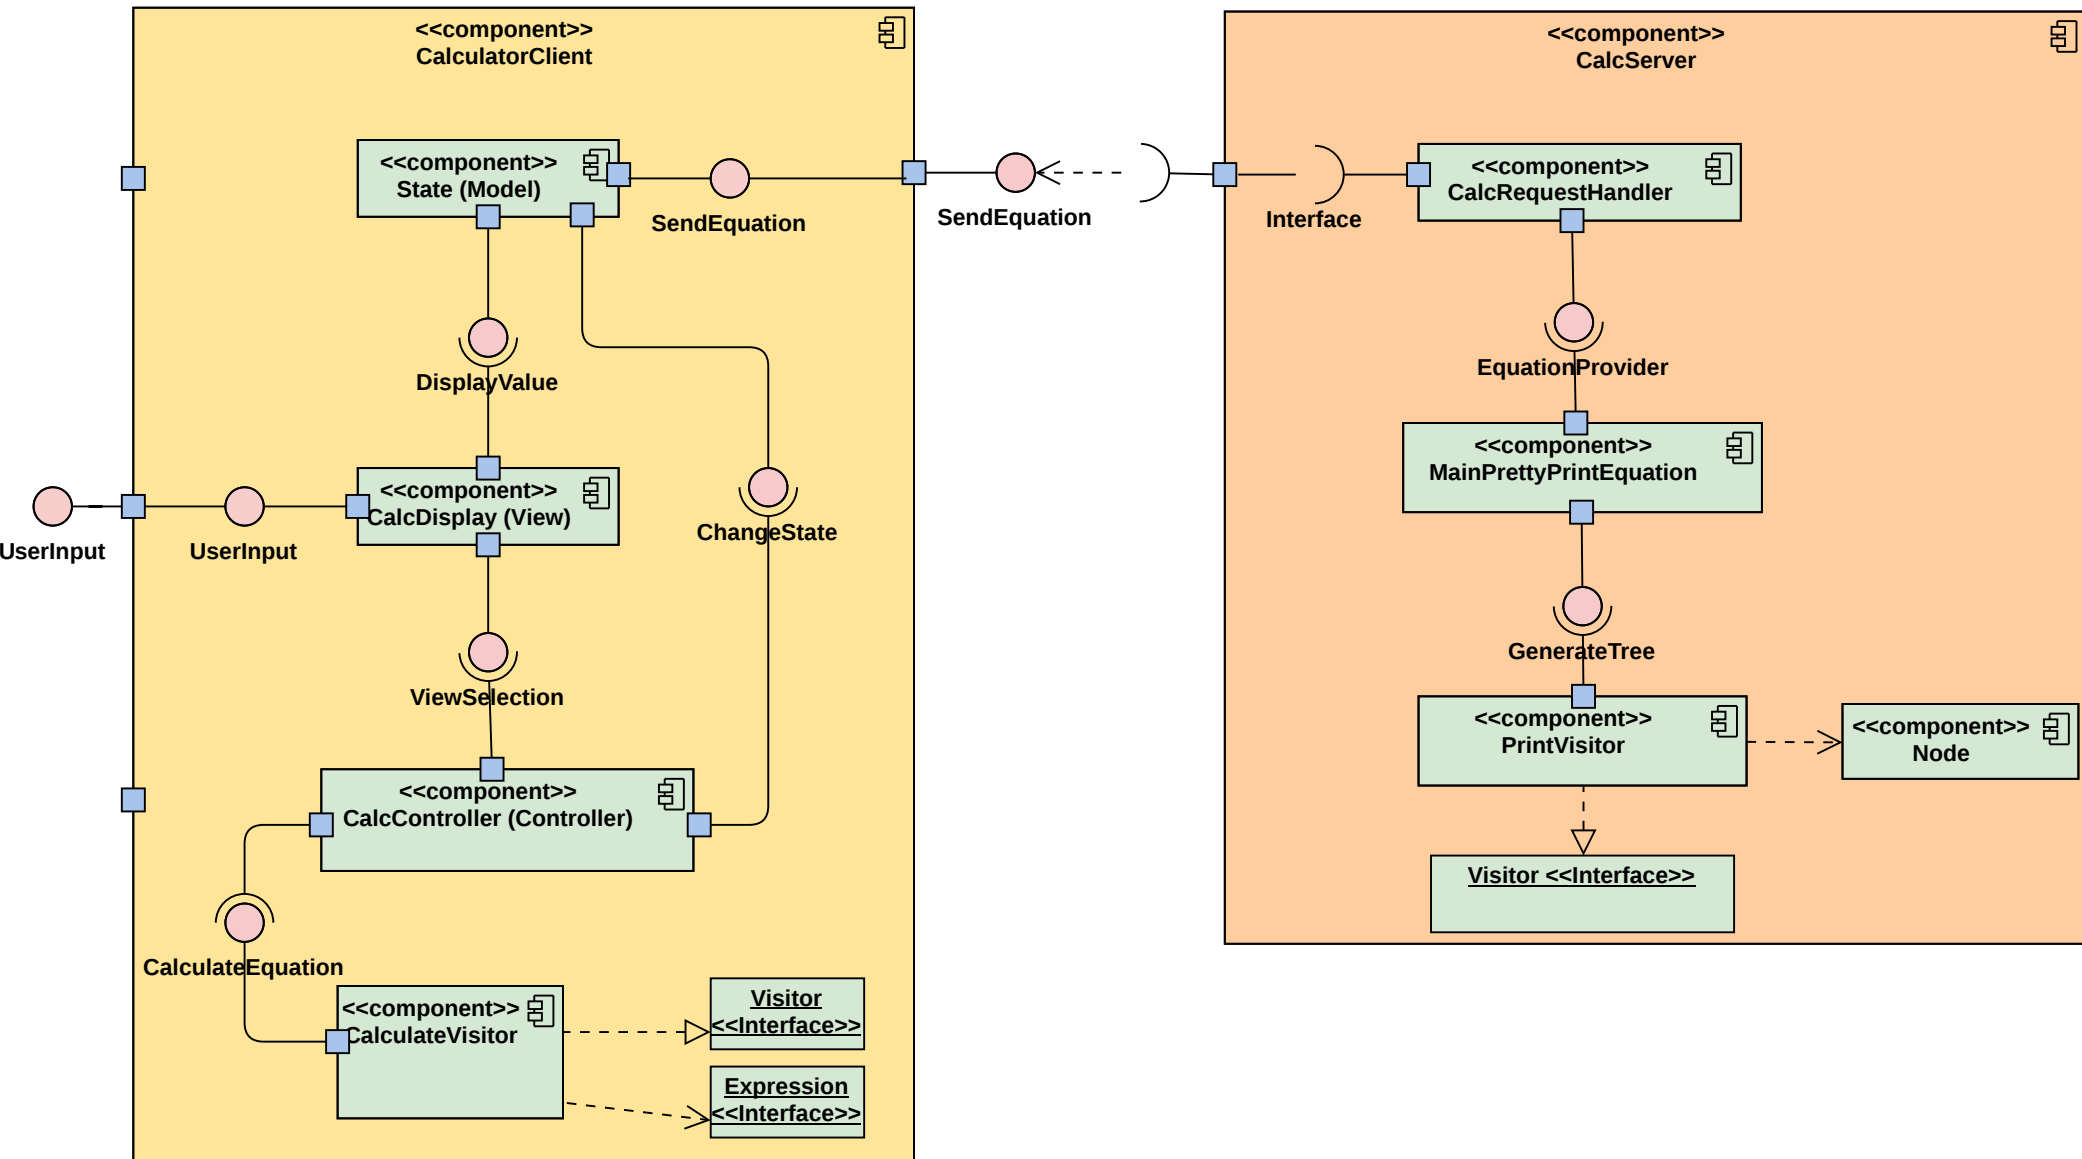 <<component>>
CalculatorClient
<<component>>
State (Model)
SendEquation
DisplayValue
<<component>>
CalcDisplay (View)
UserInput
UserInput
ChangeState
ViewSelection
<<component>>
CalcController (Controller)
CalculateEquation
<<component>>
CalculateVisitor
Visitor
<<Interface>>
Expression
<<Interface>>
SendEquation
<<component>>
CalcServer
Interface
<<component>>
CalcRequestHandler
EquationProvider
<<component>>
MainPrettyPrintEquation
GenerateTree
<<component>>
PrintVisitor
<<component>>
Node
Visitor <<Interface>>